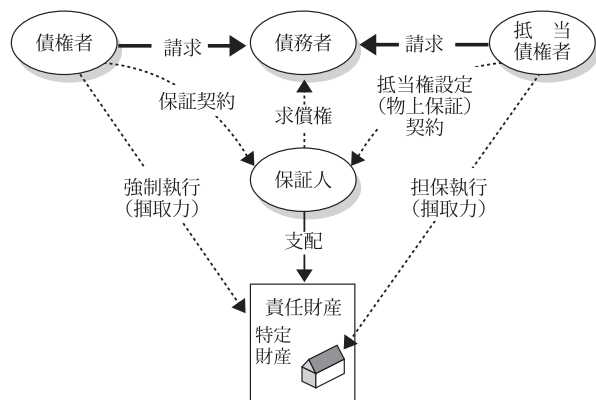 債権者
請求
債務者
請求
抵 当
債権者
保証契約
求償権
抵当権設定
（物上保証）
契約
保証人
強制執行
（掴取力）
担保執行
（掴取力）
支配
責任財産
特定
財産